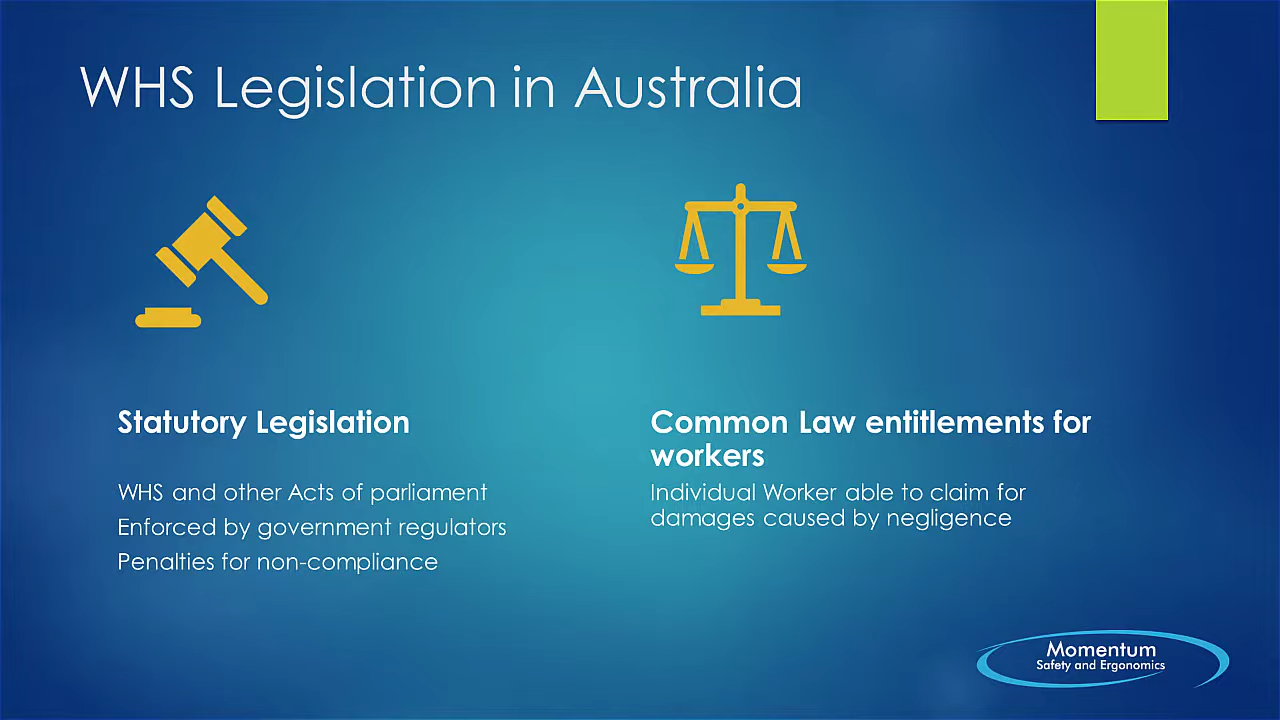 WHS Legislation in Australia
Statutory Legislation
WHS and other Acts of parliament
Enforced by government regulators
Penalties for non-compliance
Common Law entitlements for
workers
Individual Worker able to claim for
damages caused by negligence
Momentum
Safety and Ergonomics